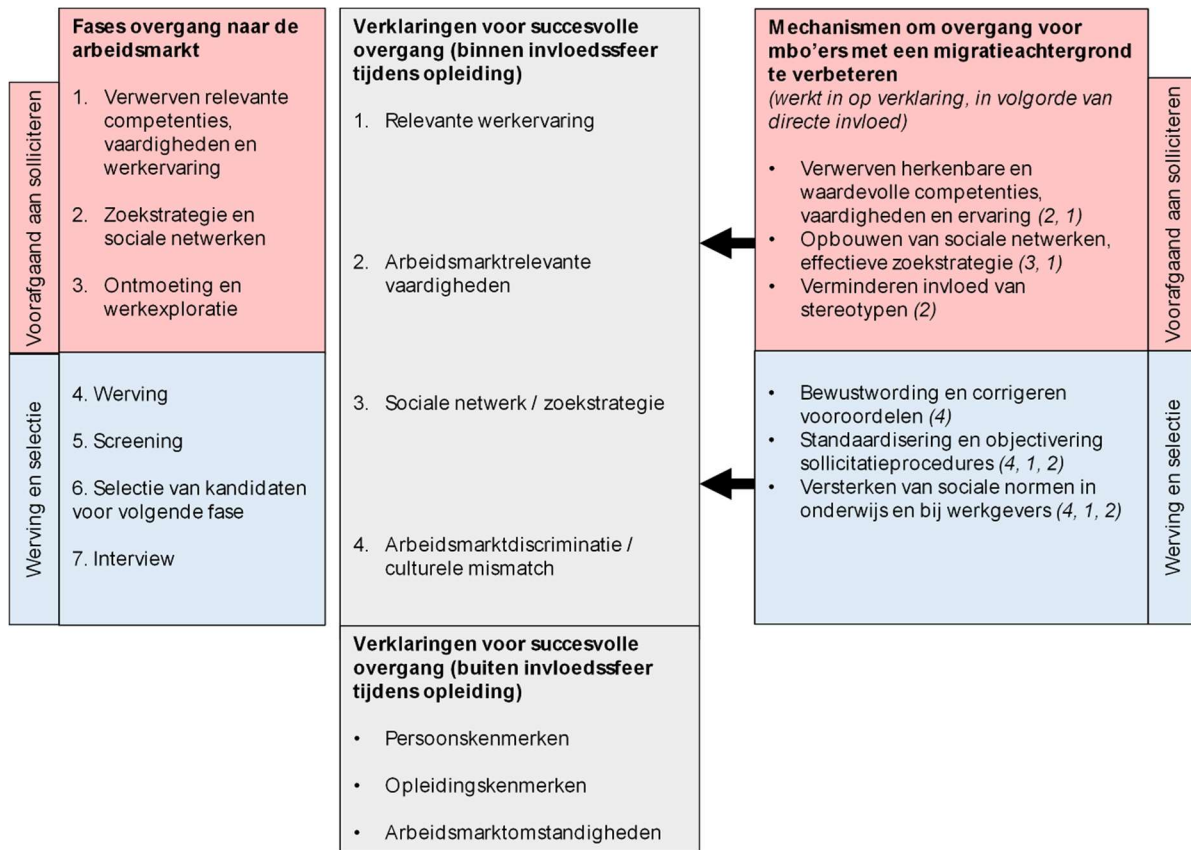 Voorafgaand aan solliciteren
Werving en selectie
Fases overgang naar de
arbeidsmarkt
1. Verwerven relevante
competenties,
vaardigheden en
werkervaring
2. Zoekstrategie en
sociale netwerken
3. Ontmoeting en
werkexploratie
4. Werving
5. Screening
6. Selectie van kandidaten
voor volgende fase
7. Interview
Verklaringen voor succesvolle
overgang (binnen invloedssfeer
tijdens opleiding)
1. Relevante werkervaring
2. Arbeidsmarktrelevante
vaardigheden
3. Sociale netwerk / zoekstrategie
4. Arbeidsmarktdiscriminatie /
culturele mismatch
Verklaringen voor succesvolle
overgang (buiten invloedssfeer
tijdens opleiding)
• Persoonskenmerken
• Opleidingskenmerken
• Arbeidsmarktomstandigheden
Mechanismen om overgang voor
mbo'ers met een migratieachtergrond
te verbeteren
(werkt in op verklaring, in volgorde van
directe invloed)
• Verwerven herkenbare en
waardevolle competenties,
vaardigheden en ervaring (2, 1)
• Opbouwen van sociale netwerken,
effectieve zoekstrategie (3, 1)
• Verminderen invloed van
stereotypen (2)
• Bewustwording en corrigeren
vooroordelen (4)
• Standaardisering en objectivering
sollicitatieprocedures (4, 1, 2)
• Versterken van sociale normen in
onderwijs en bij werkgevers (4, 1, 2)
Voorafgaand aan solliciteren
Werving en selectie